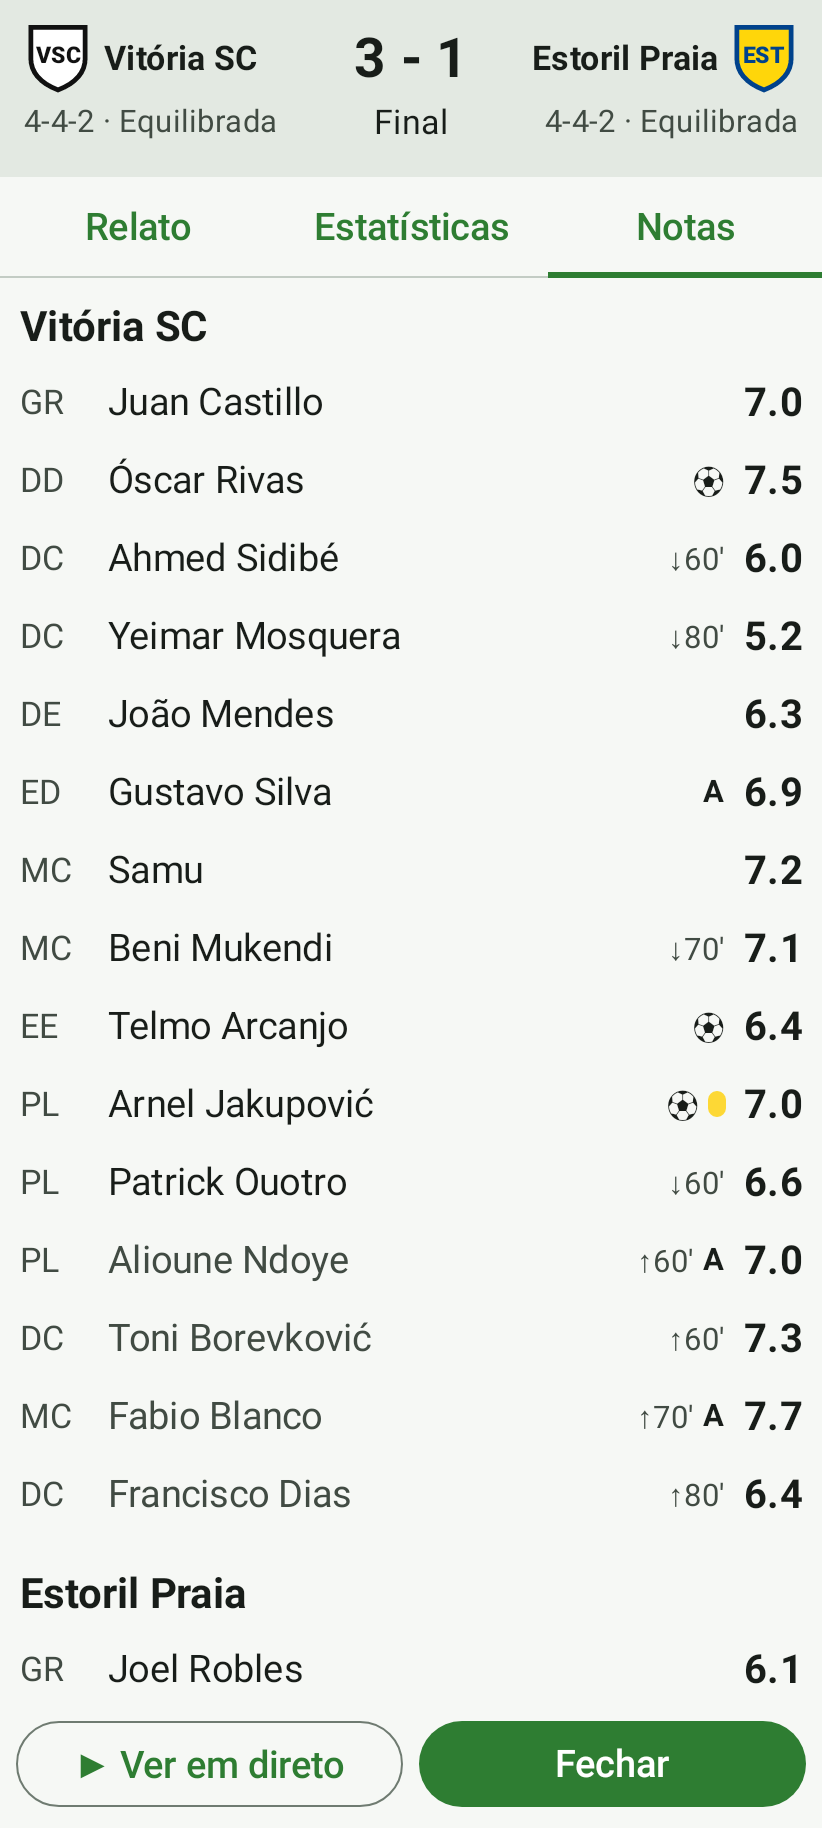 VSC Vitória SC 3 - 1 Estoril Praia EST
4-4-2 · Equilibrada Final 4-4-2 · Equilibrada
Relato Estatísticas Notas
Vitória SC
GR Juan Castillo 7.0
DD Óscar Rivas ⚽ 7.5
DC Ahmed Sidibé ↓60' 6.0
DC Yeimar Mosquera ↓80' 5.2
DE João Mendes 6.3
ED Gustavo Silva A 6.9
MC Samu 7.2
MC Beni Mukendi ↓70' 7.1
EE Telmo Arcanjo ⚽ 6.4
PL Arnel Jakupović ⚽ 7.0
PL Patrick Ouotro ↓60' 6.6
PL Alioune Ndoye ↑60' A 7.0
DC Toni Borevković ↑60' 7.3
MC Fabio Blanco ↑70' A 7.7
DC Francisco Dias ↑80' 6.4
Estoril Praia
GR Joel Robles 6.1
► Ver em direto Fechar